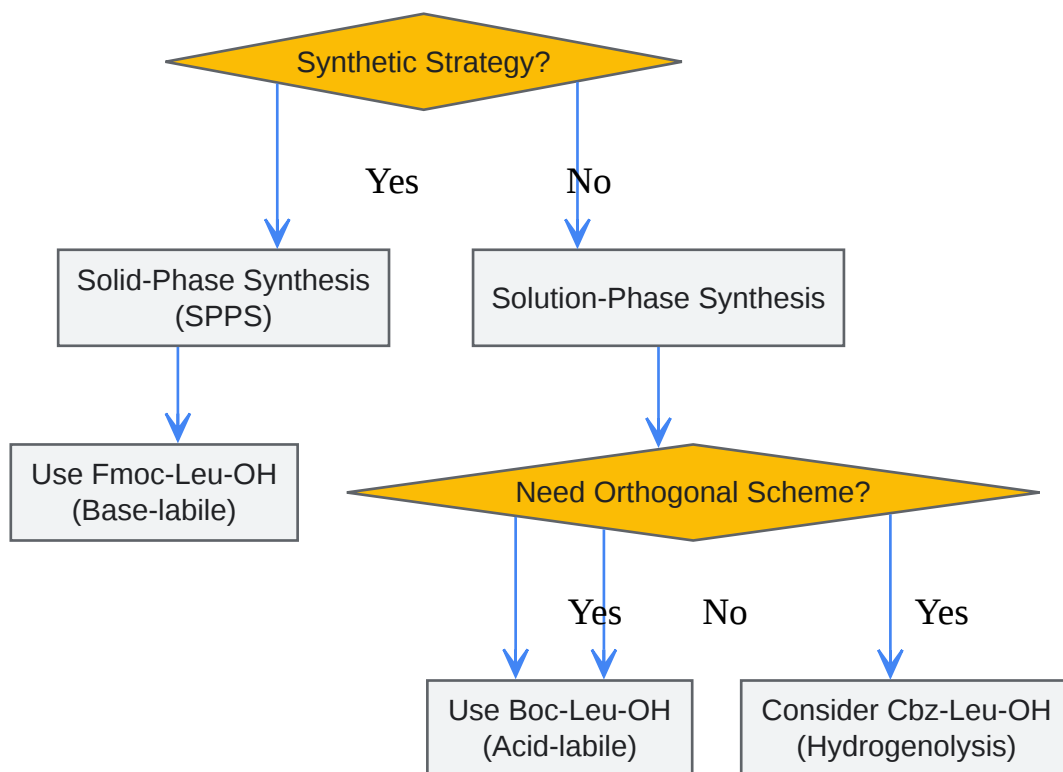 Synthetic Strategy?
Yes
No
Solid-Phase Synthesis
(SPPS)
Solution-Phase Synthesis
Use Fmoc-Leu-OH
(Base-labile)
Need Orthogonal Scheme?
Yes
No
Yes
Use Boc-Leu-OH
(Acid-labile)
Consider Cbz-Leu-OH
(Hydrogenolysis)